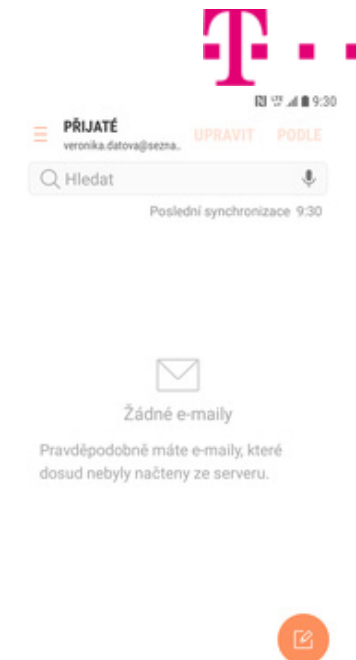 T
9:30
PŘIJATÉ
UPRAVIT PODLE
veronika.datova@sezna..
Hledat
Poslední synchronizace 9:30
Žádné e-maily
Pravděpodobně máte e-maily, které
dosud nebyly načteny ze serveru.